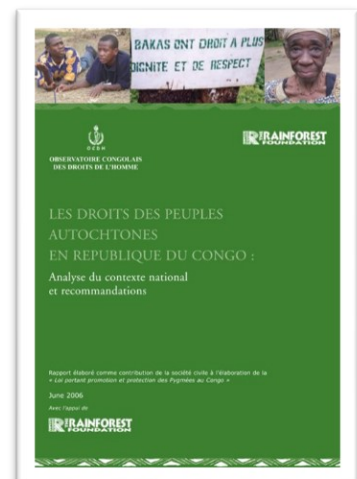 BAKAS ONT DROIT A PLUS
DIGNITE ET DE RESPECT
OCDH
OBSERVATOIRE CONGOLAIS
DES DROITS DE L'HOMME
RAINFOREST
FOUNDATION
LES DROITS DES PEUPLES
AUTOCHTONES
EN REPUBLIQUE DU CONGO :
Analyse du contexte national
et recommandations
Rapport élaboré comme contribution de la société civile à l'élaboration de la
« Loi portant promotion et protection des Pygmées au Congo »
June 2006
Avec l'appui de
RAINFOREST
FOUNDATION